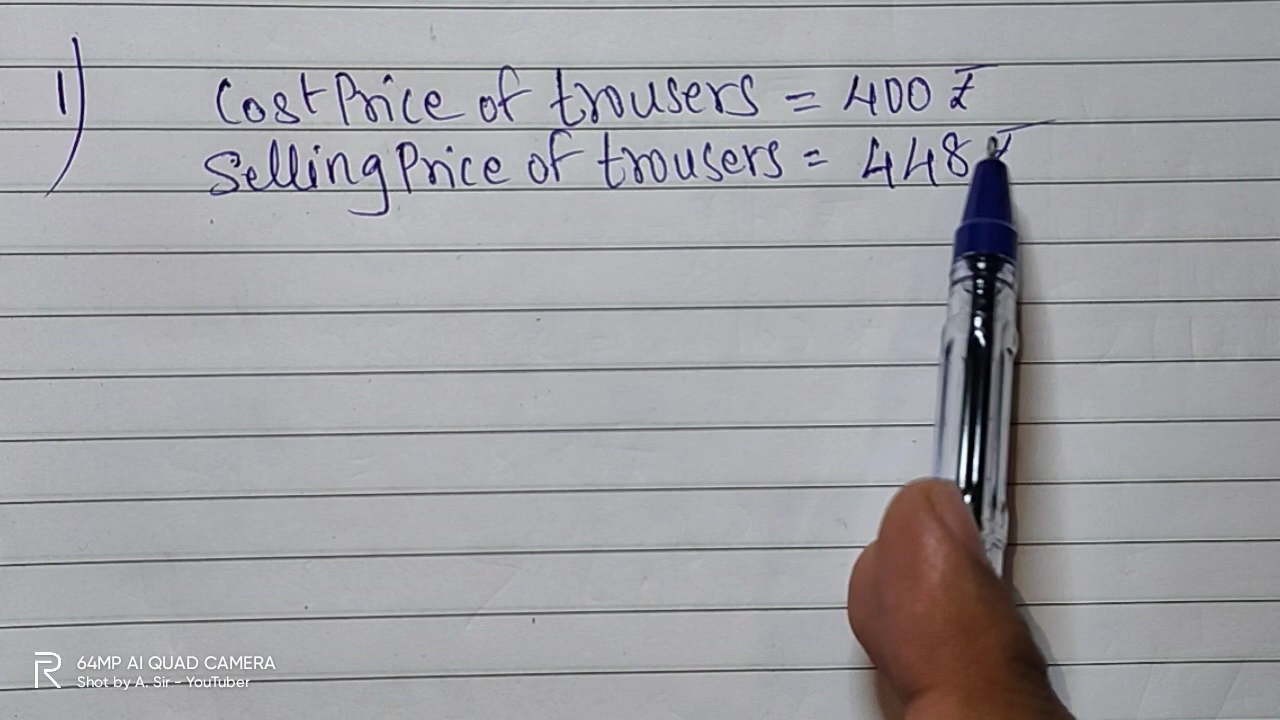 1) Cost Price of trousers = 400 ₹
Selling Price of trousers = 448 ₹
64MP AI QUAD CAMERA
Shot by A. Sir - YouTuber